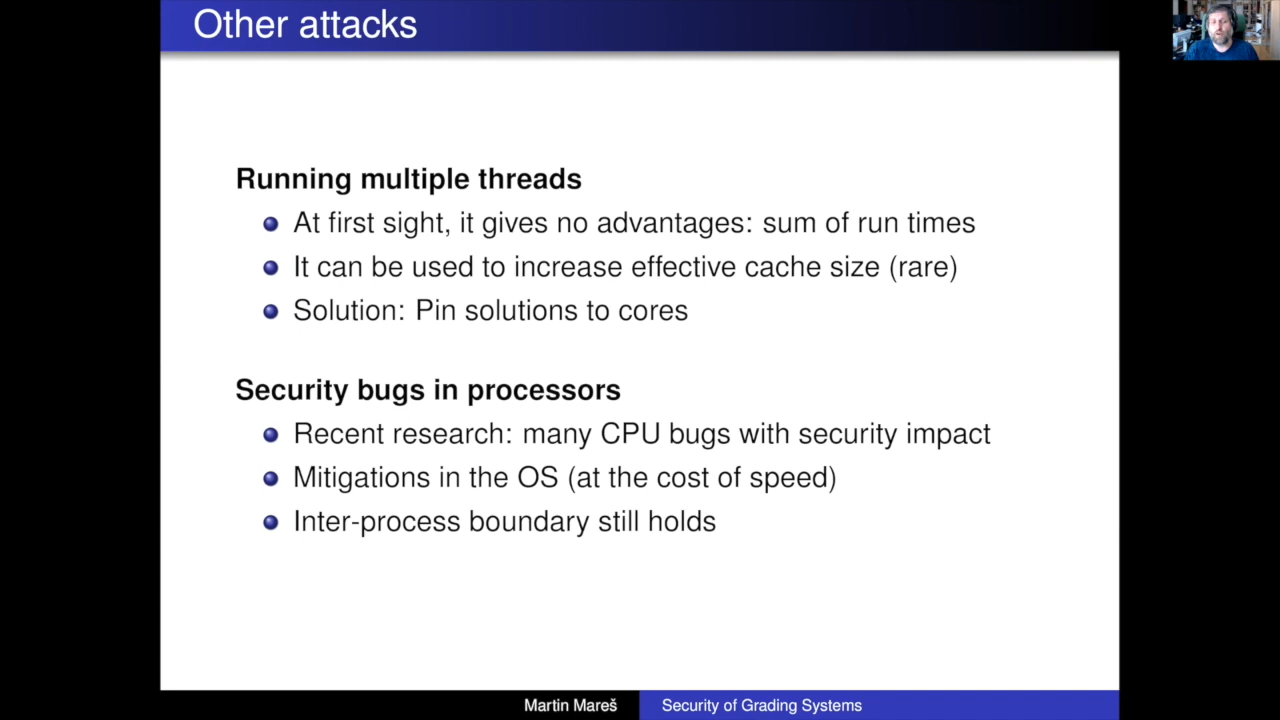 Other attacks
Running multiple threads
At first sight, it gives no advantages: sum of run times
It can be used to increase effective cache size (rare)
Solution: Pin solutions to cores
Security bugs in processors
Recent research: many CPU bugs with security impact
Mitigations in the OS (at the cost of speed)
Inter-process boundary still holds
Martin Mareš
Security of Grading Systems